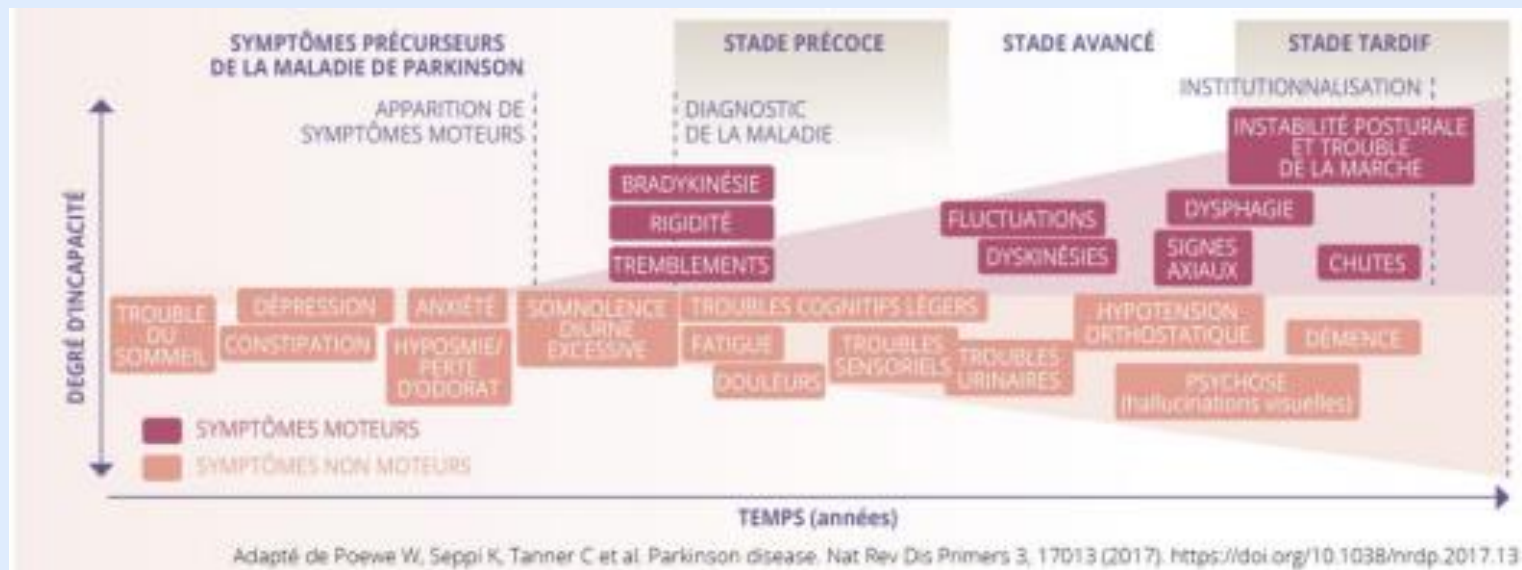 SYMPTÔMES PRÉCURSEURS
DE LA MALADIE DE PARKINSON
STADE PRÉCOCE
STADE AVANCÉ
STADE TARDIF
APPARITION DE
SYMPTÔMES MOTEURS
DIAGNOSTIC
DE LA MALADIE
INSTITUTIONNALISATION
DEGRÉ D'INCAPACITÉ
BRADYKINÉSIE
RIGIDITÉ
TREMBLEMENTS
FLUCTUATIONS
DYSKINÉSIES
INSTABILITÉ POSTURALE
ET TROUBLE
DE LA MARCHE
DYSPHAGIE
SIGNES
AXIAUX
CHUTES
TROUBLE
DU
SOMMEIL
DÉPRESSION
CONSTIPATION
ANXIÉTÉ
HYPOSMIE/
PERTE
D'ODORAT
SOMNOLENCE
DIURNE
EXCESSIVE
TROUBLES COGNITIFS LÉGERS
FATIGUE
DOULEURS
TROUBLES
SENSORIELS
TROUBLES
URINAIRES
HYPOTENSION
ORTHOSTATIQUE
DÉMENCE
PSYCHOSE
(hallucinations visuelles)
SYMPTÔMES MOTEURS
SYMPTÔMES NON MOTEURS
TEMPS (années)
Adapté de Poewe W, Seppi K, Tanner C et al. Parkinson disease. Nat Rev Dis Primers 3, 17013 (2017). https://doi.org/10.1038/nrdp.2017.13